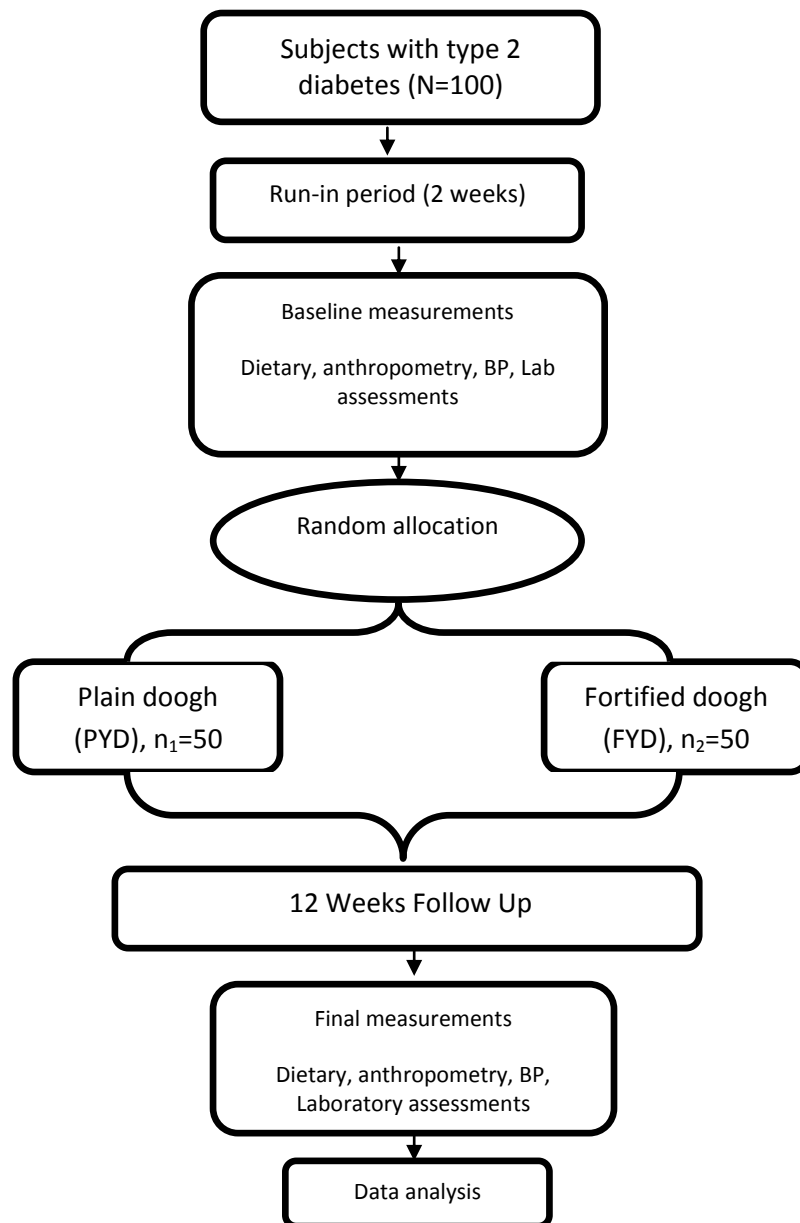 Subjects with type 2
diabetes (N=100)
Run-in period (2 weeks)
Baseline measurements
Dietary, anthropometry, BP, Lab
assessments
Random allocation
Plain doogh
(PYD), n₁=50
Fortified doogh
(FYD), n₂=50
12 Weeks Follow Up
Final measurements
Dietary, anthropometry, BP,
Laboratory assessments
Data analysis